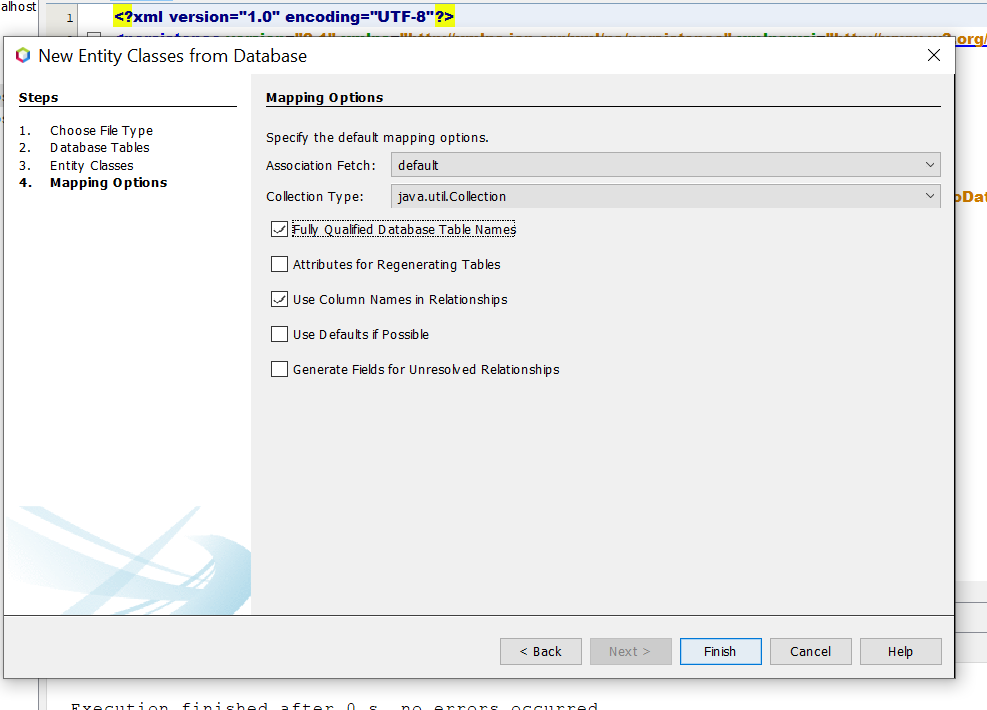 alhost
1 <?xml version="1.0" encoding="UTF-8"?>
New Entity Classes from Database
Steps
1. Choose File Type
2. Database Tables
3. Entity Classes
4. Mapping Options
Mapping Options
Specify the default mapping options.
Association Fetch: default
Collection Type: java.util.Collection
Fully Qualified Database Table Names
Attributes for Regenerating Tables
Use Column Names in Relationships
Use Defaults if Possible
Generate Fields for Unresolved Relationships
oDat
< Back Next > Finish Cancel Help
Execution finished after 0 s, no errors occurred